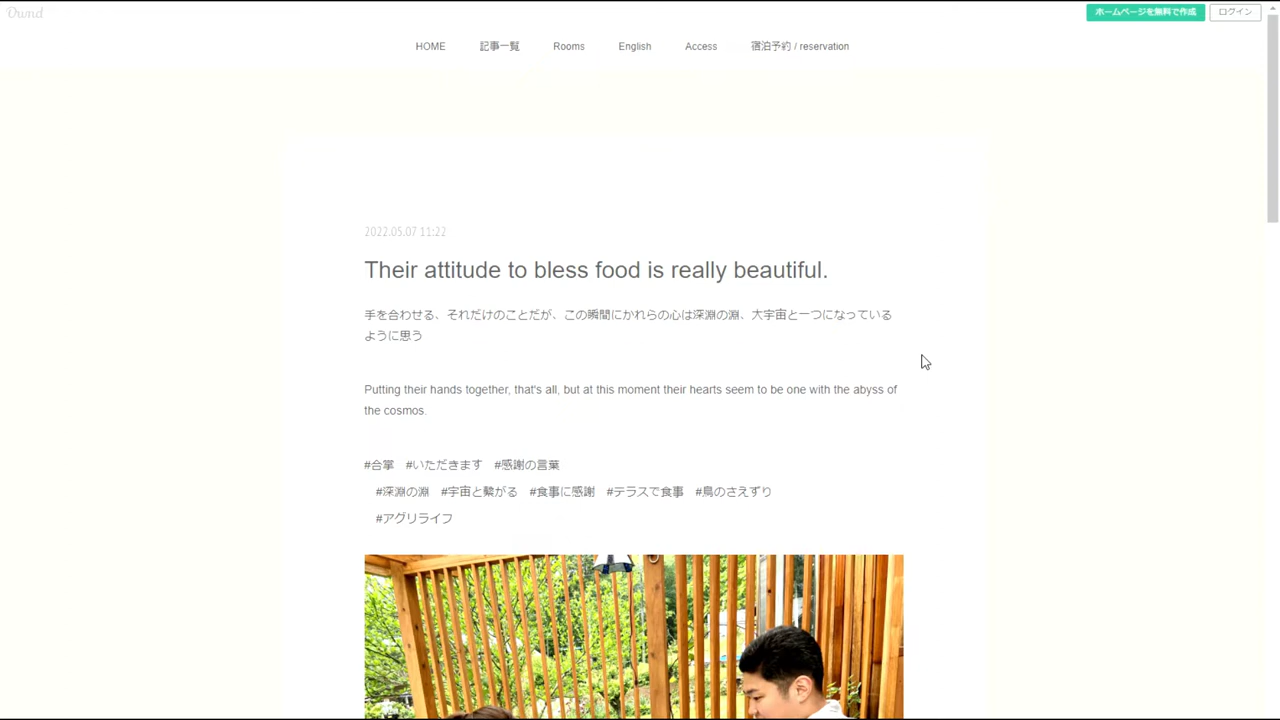 Ownd
ホームページを無料で作成 ログイン
HOME 記事一覧 Rooms English Access 宿泊予約 / reservation
2022.05.07 11:22
Their attitude to bless food is really beautiful.
手を合わせる、それだけのことだが、この瞬間にかれらの心は深淵の淵、大宇宙と一つになっている
ように思う
Putting their hands together, that's all, but at this moment their hearts seem to be one with the abyss of
the cosmos.
#合掌 #いただきます #感謝の言葉
#深淵の淵 #宇宙と繋がる #食事に感謝 #テラスで食事 #鳥のさえずり
#アグリライフ